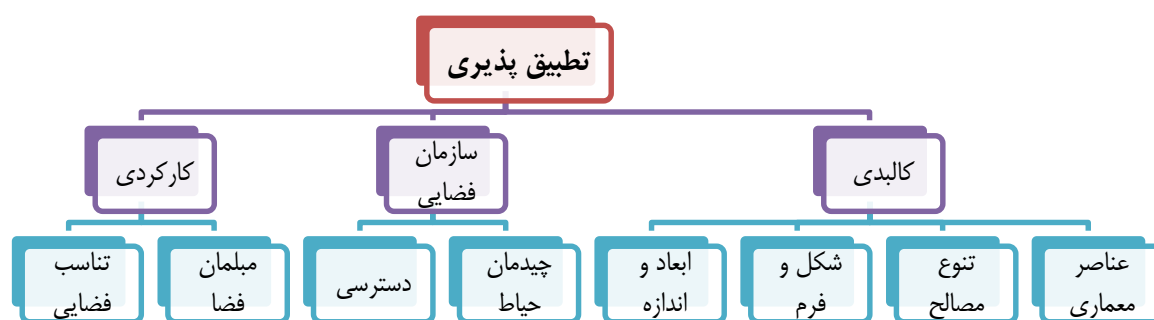 تطبیق پذیری
کالبدی
سازمان
فضایی
کارکردی
عناصر
معماری
تنوع
مصالح
شکل و
فرم
ابعاد و
اندازه
چیدمان
حیاط
دسترسی
مبلمان
فضا
تناسب
فضایی